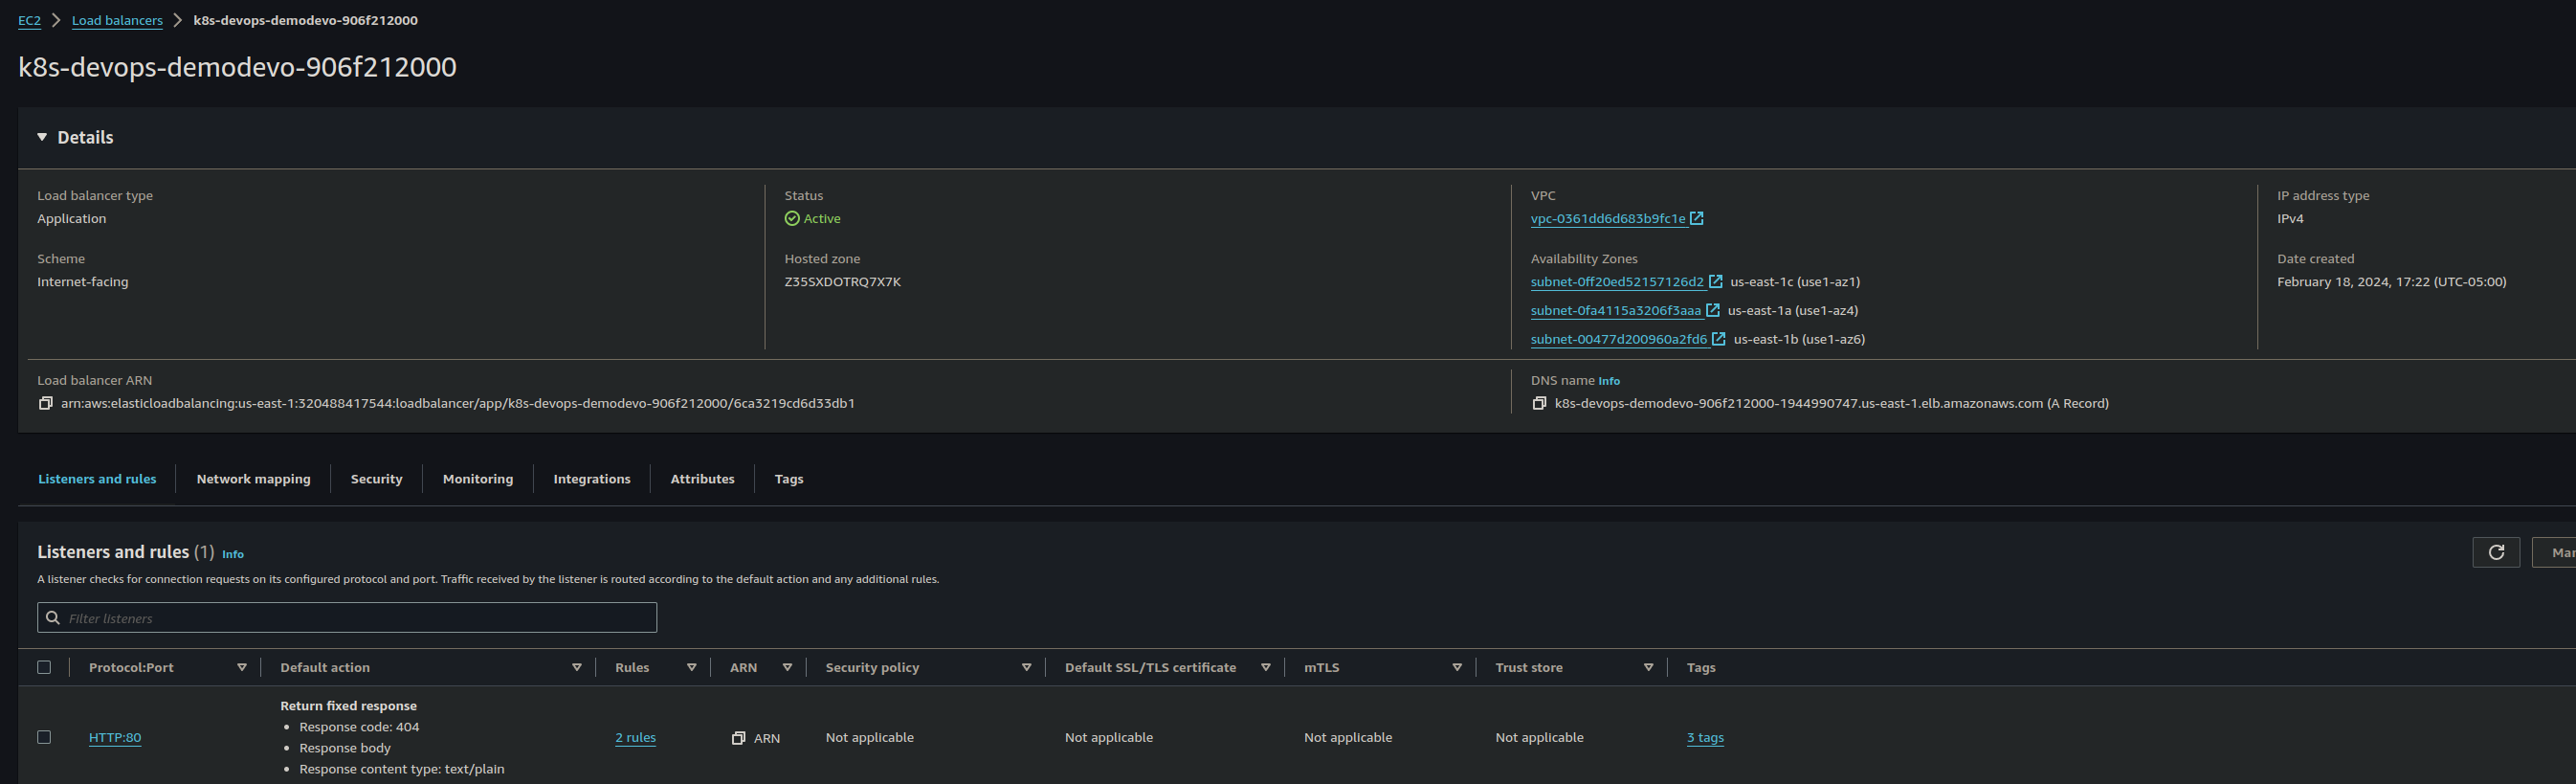 EC2 > Load balancers > k8s-devops-demodevo-906f212000
k8s-devops-demodevo-906f212000
Details
Load balancer type
Application
Status
Active
VPC
vpc-0361dd6d683b9fc1e
IP address type
IPv4
Scheme
Internet-facing
Hosted zone
Z35SXDOTRQ7X7K
Availability Zones
subnet-0ff20ed52157126d2 us-east-1c (use1-az1)
subnet-0fa4115a3206f3aaa us-east-1a (use1-az4)
subnet-00477d200960a2fd6 us-east-1b (use1-az6)
Date created
February 18, 2024, 17:22 (UTC-05:00)
Load balancer ARN
arn:aws:elasticloadbalancing:us-east-1:320488417544:loadbalancer/app/k8s-devops-demodevo-906f212000/6ca3219cd6d33db1
DNS name Info
k8s-devops-demodevo-906f212000-1944990747.us-east-1.elb.amazonaws.com (A Record)
Listeners and rules Network mapping Security Monitoring Integrations Attributes Tags
Listeners and rules (1) Info
A listener checks for connection requests on its configured protocol and port. Traffic received by the listener is routed according to the default action and any additional rules.
Filter listeners
Protocol:Port Default action Rules ARN Security policy Default SSL/TLS certificate mTLS Trust store Tags
Return fixed response
• Response code: 404
• Response body
• Response content type: text/plain
HTTP:80 2 rules ARN Not applicable Not applicable Not applicable Not applicable 3 tags